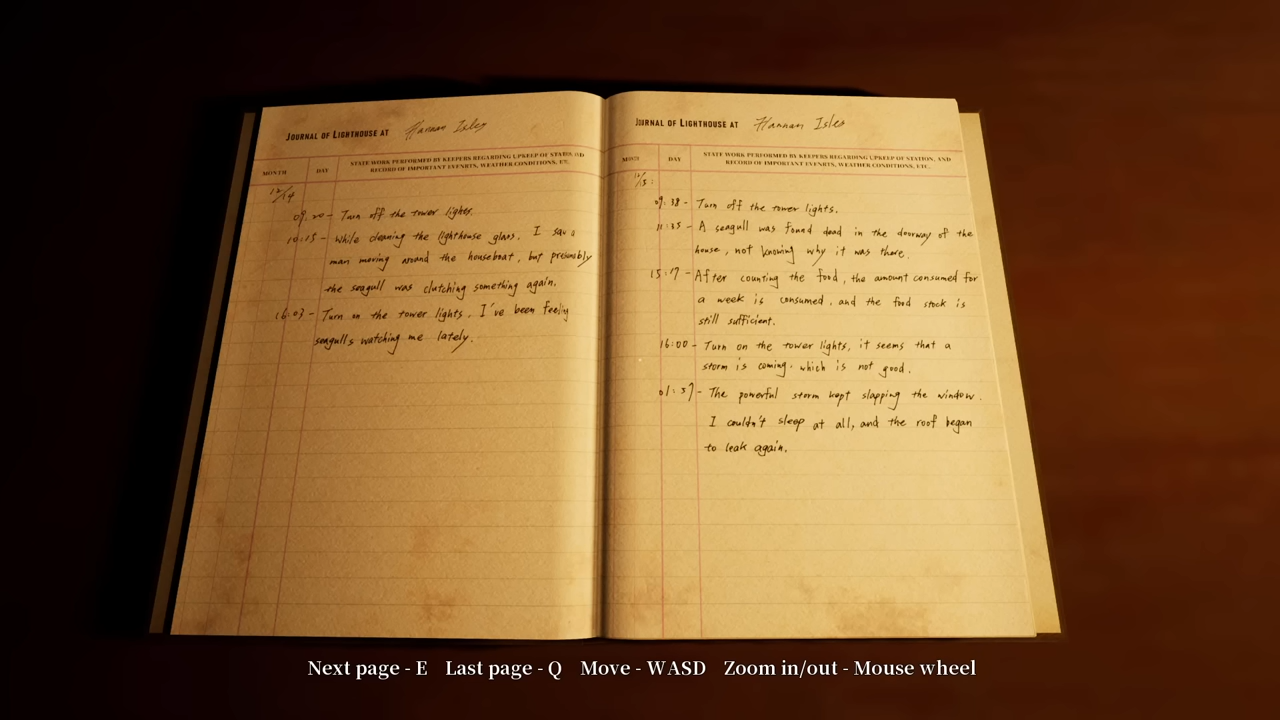 JOURNAL OF LIGHTHOUSE AT Hannan Isles
MONTH DAY STATE WORK PERFORMED BY KEEPERS REGARDING UPKEEP OF STATION, ND
RECORD OF IMPORTANT EVENRTS, WEATHER CONDITIONS, ETC.
12/14
09:20 - Turn off the tower lights.
10:15 - While cleaning the lighthouse glass, I saw a
man moving around the houseboat, but presumably
the seagull was clutching something again.
16:03 - Turn on the tower lights. I've been feeling
seagulls watching me lately.
JOURNAL OF LIGHTHOUSE AT Hannan Isles
MONT DAY STATE WORK PERFORMED BY KEEPERS REGARDING UPKEEP OF STATION, AND
RECORD OF IMPORTANT EVENRTS, WEATHER CONDITIONS, ETC.
12/15:
09:38 - Turn off the tower lights.
11:35 - A seagull was found dead in the doorway of the
house, not knowing why it was there.
15:17 - After counting the food, the amount consumed for
a week is consumed, and the food stock is
still sufficient.
16:00 - Turn on the tower lights, it seems that a
storm is coming. which is not good.
01:57 - The powerful storm kept slapping the window.
I couldn't sleep at all, and the roof began
to leak again.
Next page - E Last page - Q Move - WASD Zoom in/out - Mouse wheel